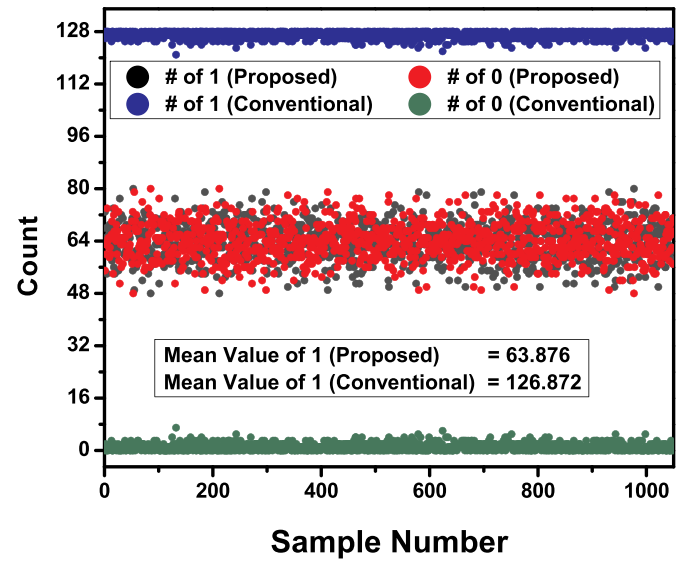 128
112
96
80
64
48
32
16
0
Count
# of 1 (Proposed) # of 0 (Proposed)
# of 1 (Conventional) # of 0 (Conventional)
Mean Value of 1 (Proposed) = 63.876
Mean Value of 1 (Conventional) = 126.872
0 200 400 600 800 1000
Sample Number